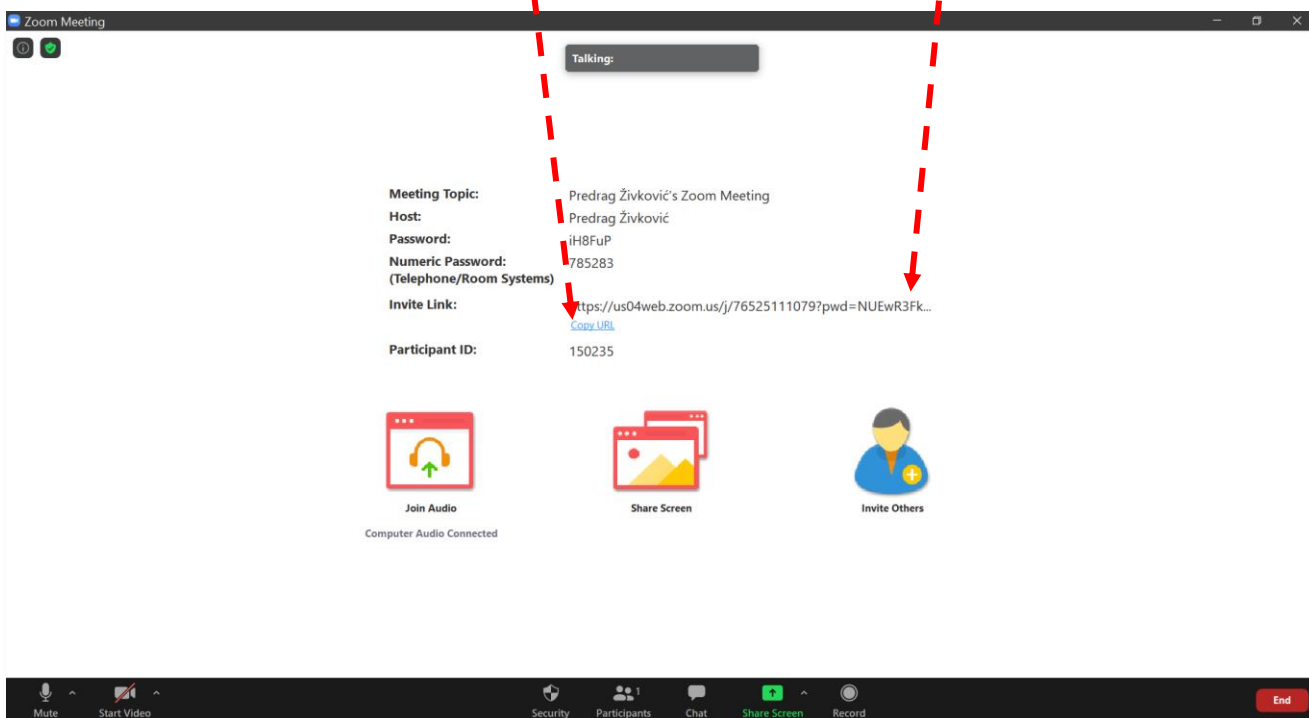 Zoom Meeting
Talking:
Meeting Topic: Predrag Živković's Zoom Meeting
Host: Predrag Živković
Password: iH8FuP
Numeric Password: 785283
(Telephone/Room Systems)
Invite Link: ttps://us04web.zoom.us/j/76525111079?pwd=NUEwR3Fk...
Copy URL
Participant ID: 150235
Join Audio Share Screen Invite Others
Computer Audio Connected
1
Mute Start Video Security Participants Chat Share Screen Record End